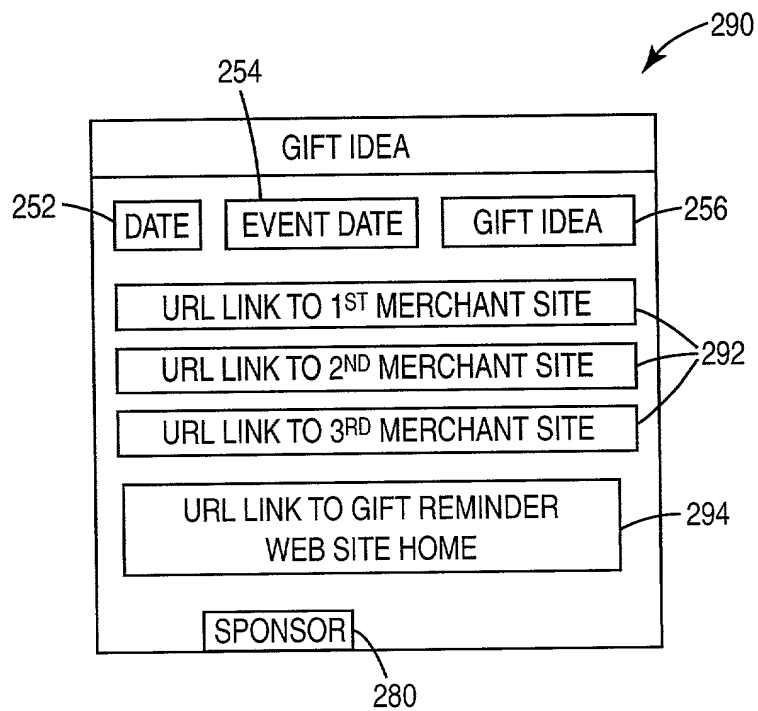 290
254
GIFT IDEA
252 DATE EVENT DATE GIFT IDEA 256
URL LINK TO 1ST MERCHANT SITE
URL LINK TO 2ND MERCHANT SITE 292
URL LINK TO 3RD MERCHANT SITE
URL LINK TO GIFT REMINDER
WEB SITE HOME 294
SPONSOR
280